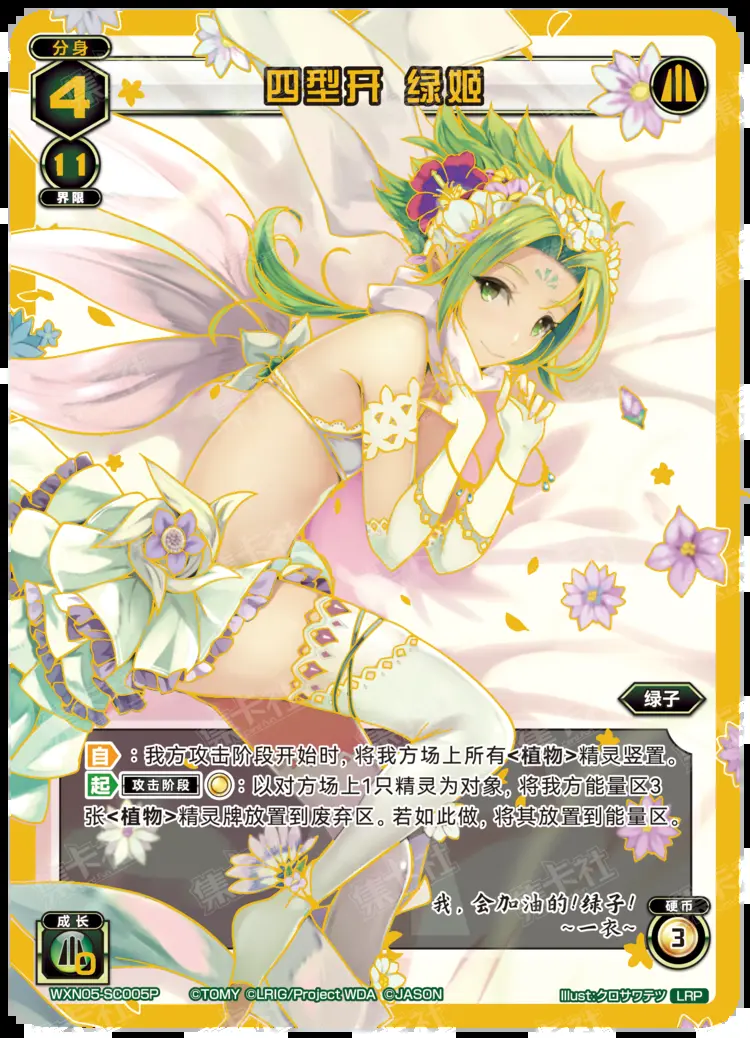 分身
4
四型开 绿姬
11
界限
绿子
自：我方攻击阶段开始时，将我方场上所有<植物>精灵竖置。
起 攻击阶段 ：以对方场上1只精灵为对象，将我方能量区3
张<植物>精灵牌放置到废弃区。若如此做，将其放置到能量区。
我，会加油的！绿子！
～一衣～
成长
0
硬币
3
WXN05-SC005P ©TOMY ©LRIG/Project WDA ©JASON Illust:クロサワテツ LRP
集卡社